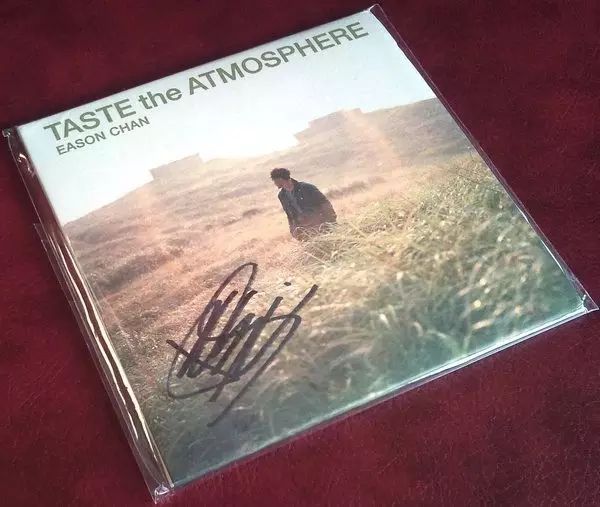 TASTE the ATMOSPHERE
EASON CHAN